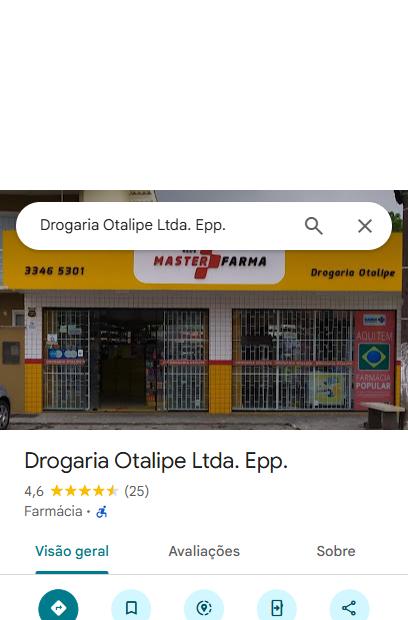 Drogaria Otalipe Ltda. Epp.
MASTER FARMA
3346 5301
Drogaria Otalipe
AQUI TEM
FARMÁCIA
POPULAR
Drogaria Otalipe Ltda. Epp.
4,6 (25)
Farmácia ·
Visão geral
Avaliações
Sobre